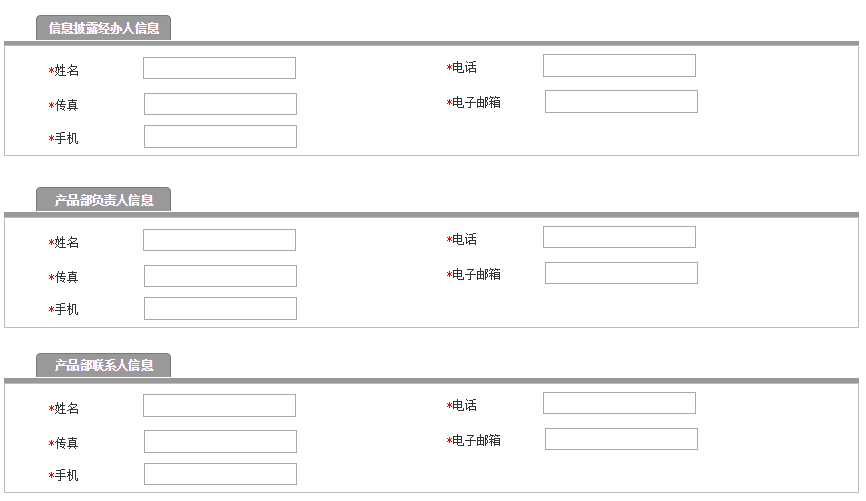 信息披露经办人信息
*姓名 *电话
*传真 *电子邮箱
*手机
产品部负责人信息
*姓名 *电话
*传真 *电子邮箱
*手机
产品部联系人信息
*姓名 *电话
*传真 *电子邮箱
*手机